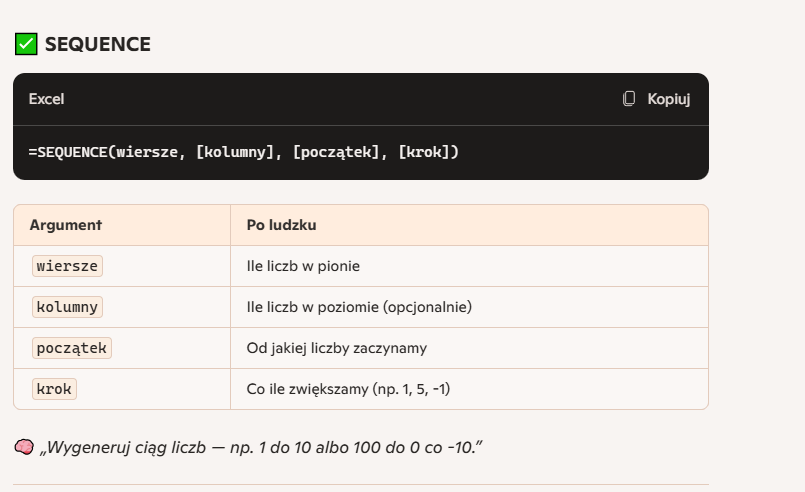 ✅ SEQUENCE
Excel
Kopiuj
=SEQUENCE(wiersze, [kolumny], [początek], [krok])
Argument Po ludzku
wiersze Ile liczb w pionie
kolumny Ile liczb w poziomie (opcjonalnie)
początek Od jakiej liczby zaczynamy
krok Co ile zwiększamy (np. 1, 5, -1)
🧠 „Wygeneruj ciąg liczb — np. 1 do 10 albo 100 do 0 co -10.”